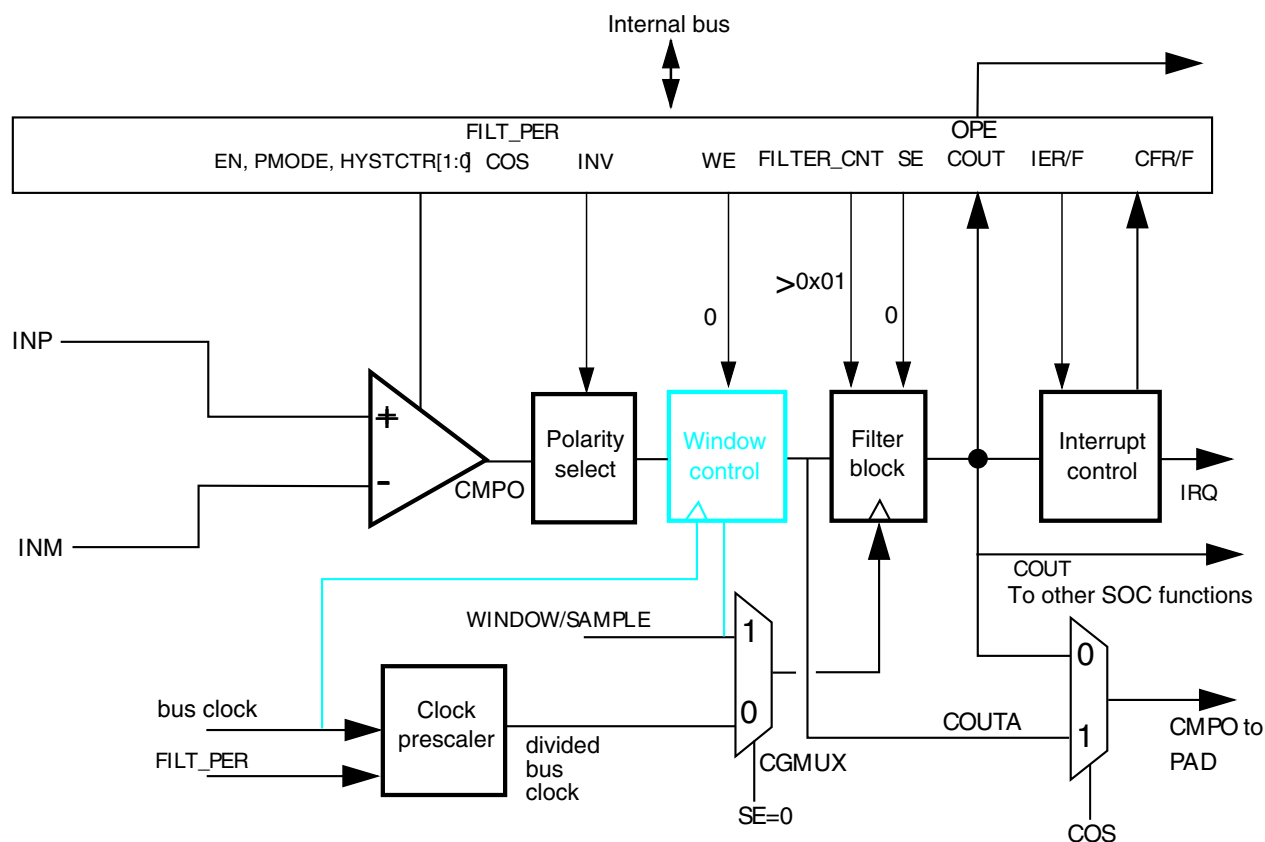 Internal bus
FILT_PER
OPE
EN, PMODE, HYSTCTR[1:0]
COS
INV
WE
FILTER_CNT
SE
COUT
IER/F
CFR/F
>0x01
0
0
INP
+
-
INM
CMPO
Polarity
select
Window
control
Filter
block
Interrupt
control
IRQ
COUT
To other SOC functions
WINDOW/SAMPLE
1
0
bus clock
FILT_PER
Clock
prescaler
divided
bus
clock
CGMUX
SE=0
COUTA
0
1
CMPO to
PAD
COS